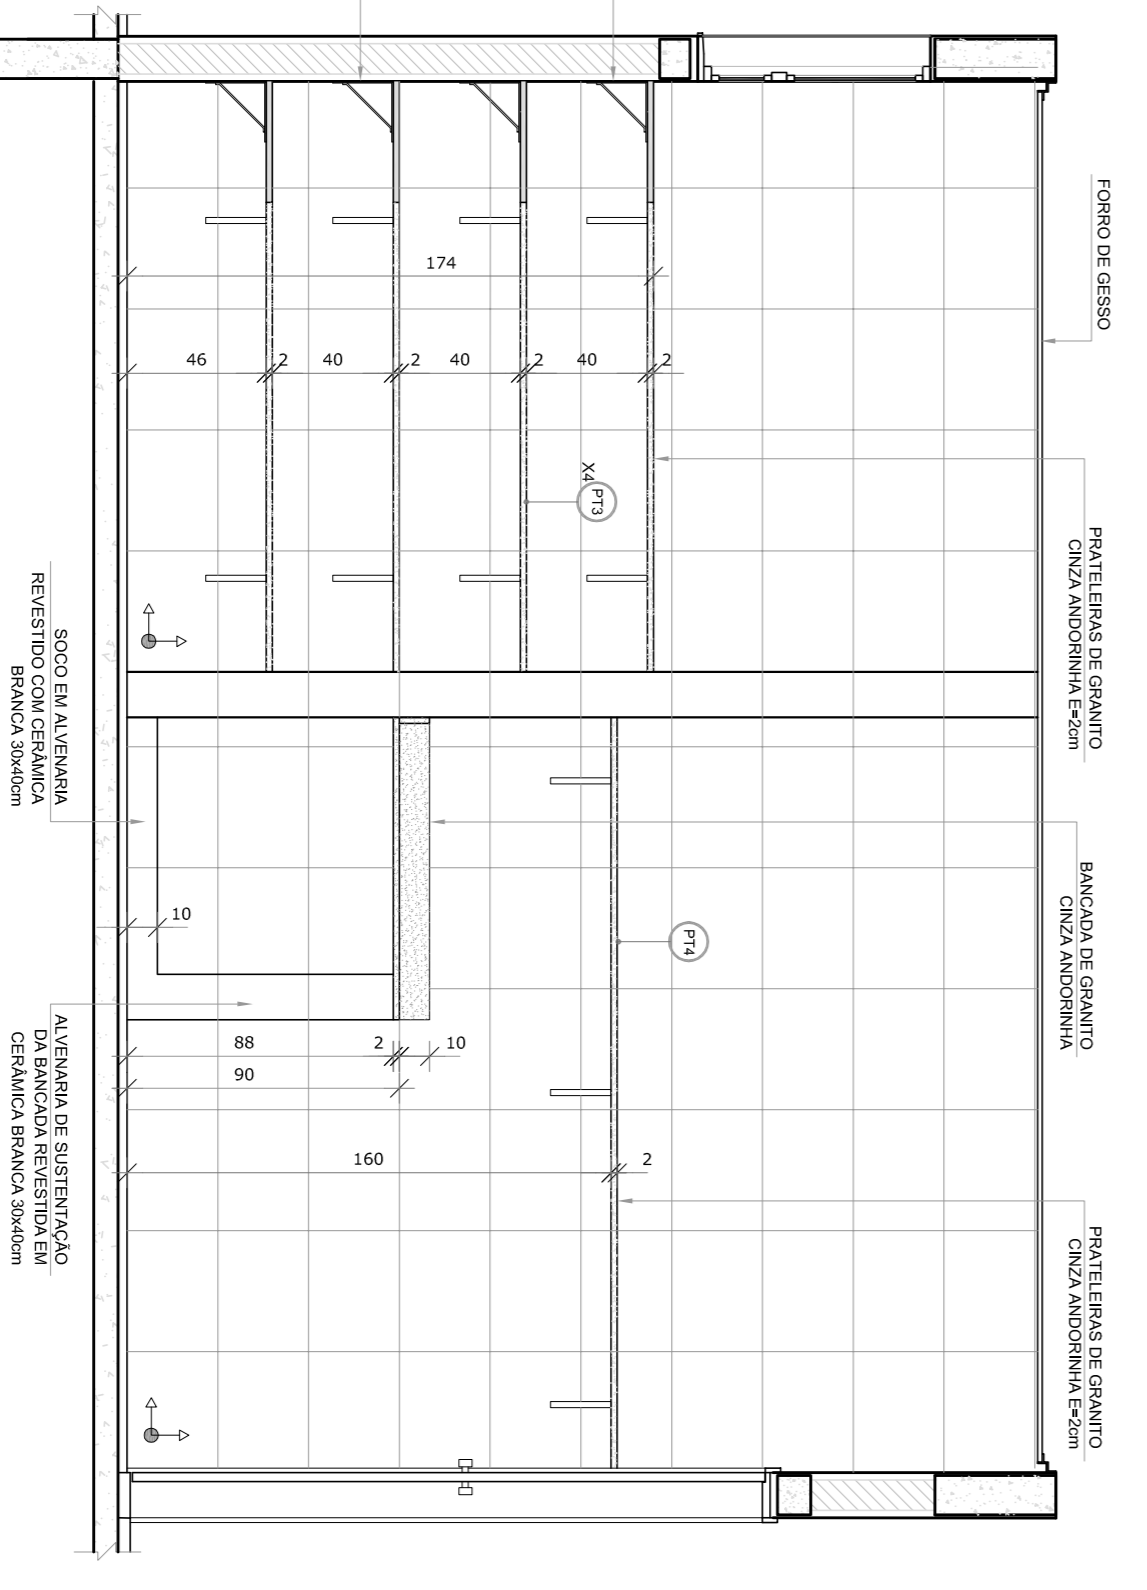 FORRO DE GESSO
PRATELEIRAS DE GRANITO
CINZA ANDORINHA E=2cm
BANCADA DE GRANITO
CINZA ANDORINHA
PRATELEIRAS DE GRANITO
CINZA ANDORINHA E=2cm
174
46
2
40
2
40
2
40
2
PT3
X4
PT4
10
88
2
10
90
160
2
SOCO EM ALVENARIA
REVESTIDO COM CERÂMICA
BRANCA 30x40cm
ALVENARIA DE SUSTENTAÇÃO
DA BANCADA REVESTIDA EM
CERÂMICA BRANCA 30x40cm